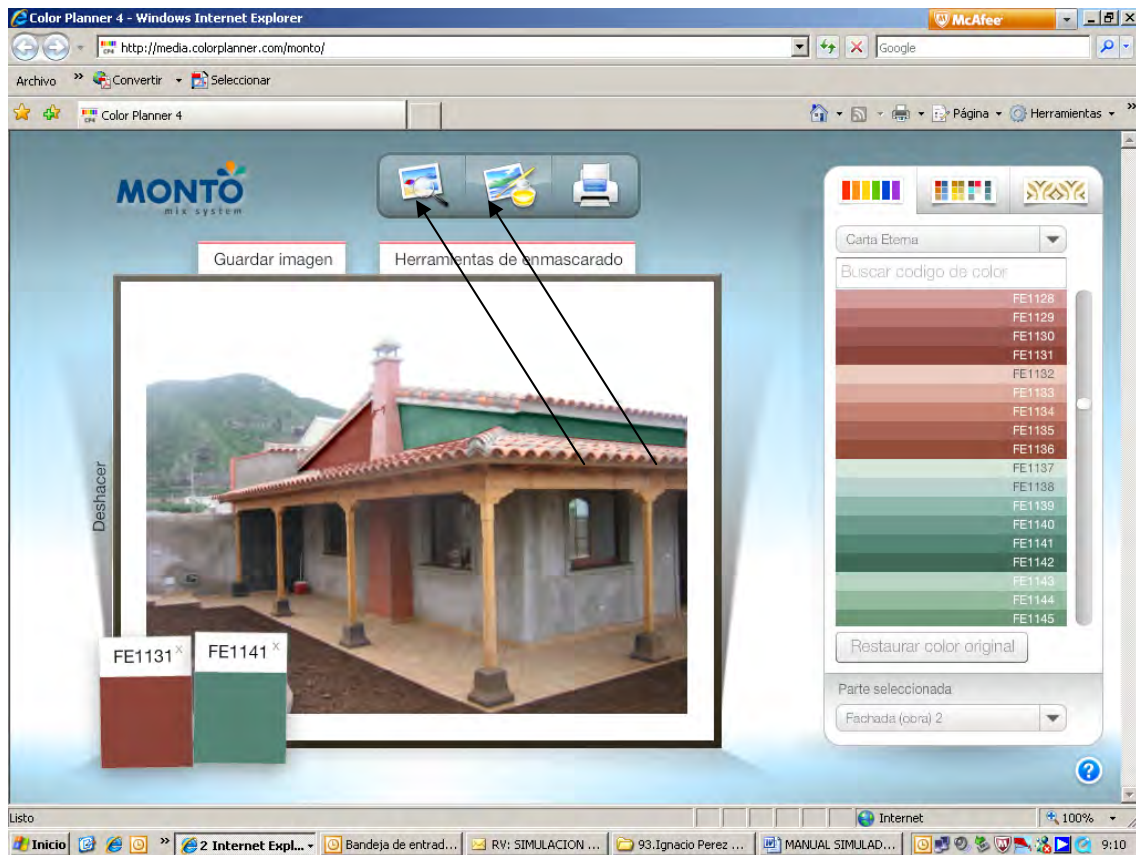 Color Planner 4 - Windows Internet Explorer
McAfee
http://media.colorplanner.com/monto/
Google
Archivo » Convertir Seleccionar
CP4 Color Planner 4
Página Herramientas »
MONTÓ
mix system
Guardar imagen
Herramientas de enmascarado
Deshacer
FE1131 x
FE1141 x
Carta Eterna
Buscar codigo de color
FE1128
FE1129
FE1130
FE1131
FE1132
FE1133
FE1134
FE1135
FE1136
FE1137
FE1138
FE1139
FE1140
FE1141
FE1142
FE1143
FE1144
FE1145
Restaurar color original
Parte seleccionada
Fachada (obra) 2
?
Listo
Internet
100%
Inicio » 2 Internet Expl... Bandeja de entrad... RV: SIMULACION ... 93.Ignacio Perez ... MANUAL SIMULAD... 9:10